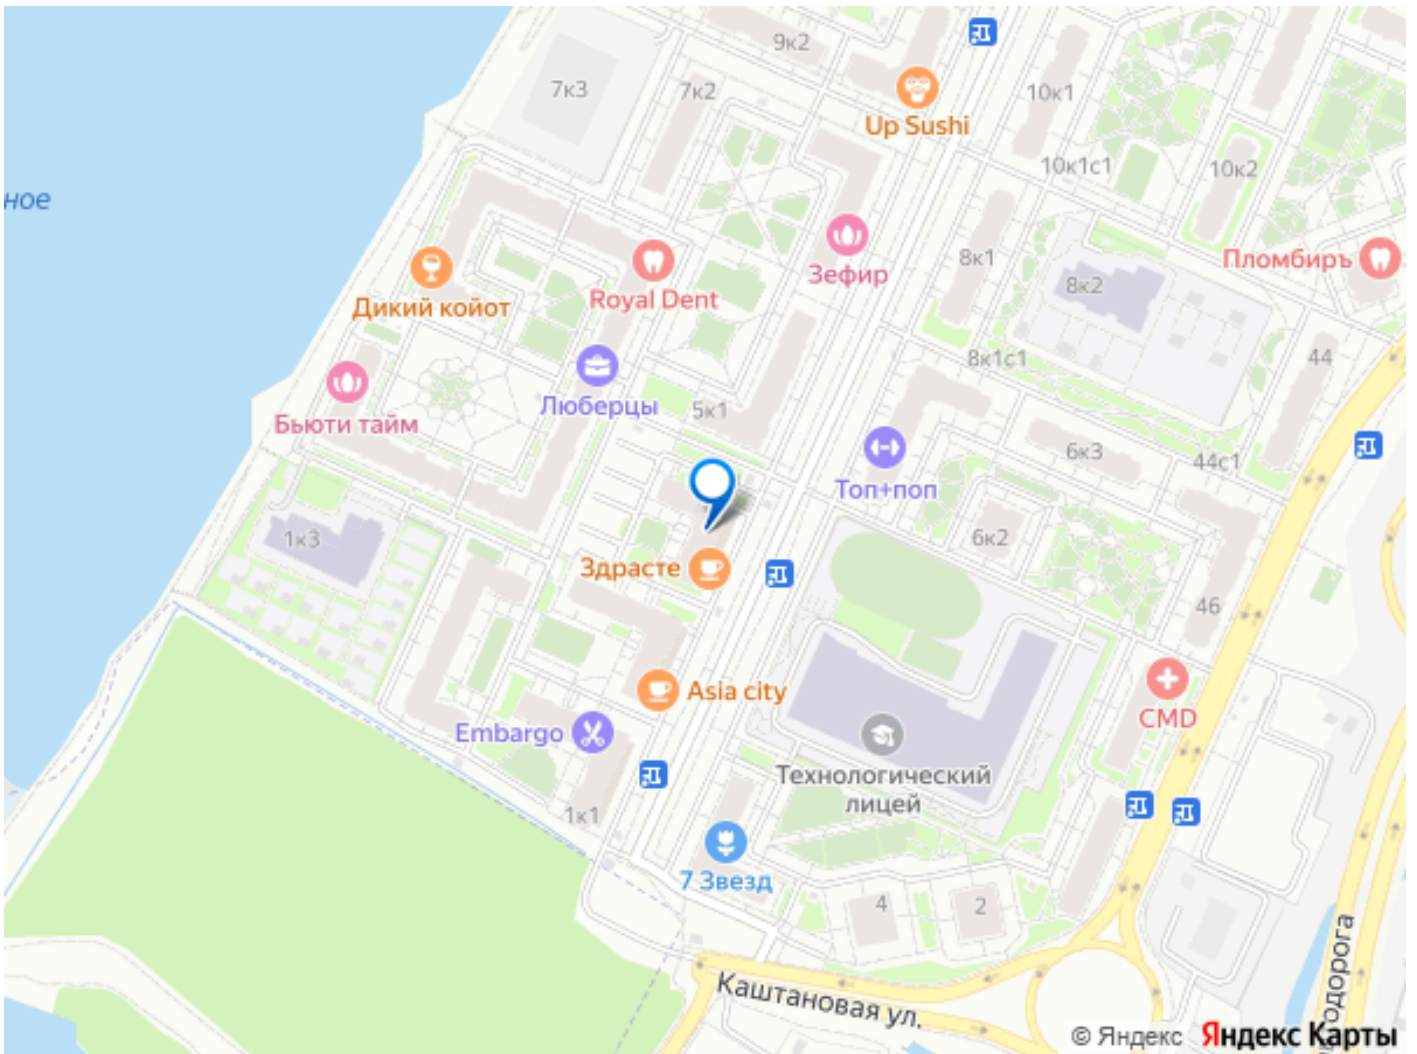 9к2
7к3
7к2
10к1
Up Sushi
10к1с1
10к2
ное
8к1
Пломбиръ
Зефир
8к2
Royal Dent
Дикий койот
8к1с1
44
Люберцы
5к1
Бьюти тайм
6к3
44с1
Топ+поп
1к3
6к2
Здрасте
46
Asia city
CMD
Embargo
Технологический
лицей
1к1
7 Звезд
4
2
Каштановая ул.
одорога
© Яндекс Яндекс Карты